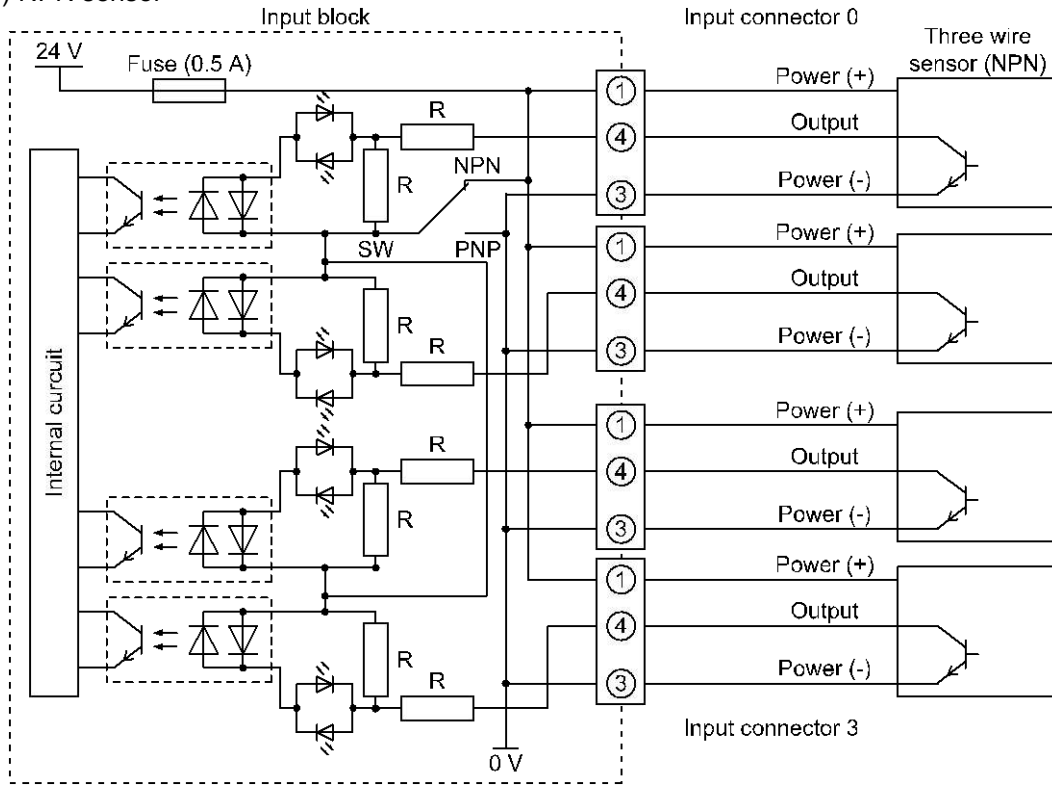 ) NPN sensor
Input block
Input connector 0
24 V
Fuse (0.5 A)
Three wire
sensor (NPN)
R
R
NPN
SW
PNP
1
4
3
Power (+)
Output
Power (-)
R
R
1
4
3
Power (+)
Output
Power (-)
Internal curcuit
R
R
1
4
3
Power (+)
Output
Power (-)
R
R
1
4
3
Power (+)
Output
Power (-)
0 V
Input connector 3